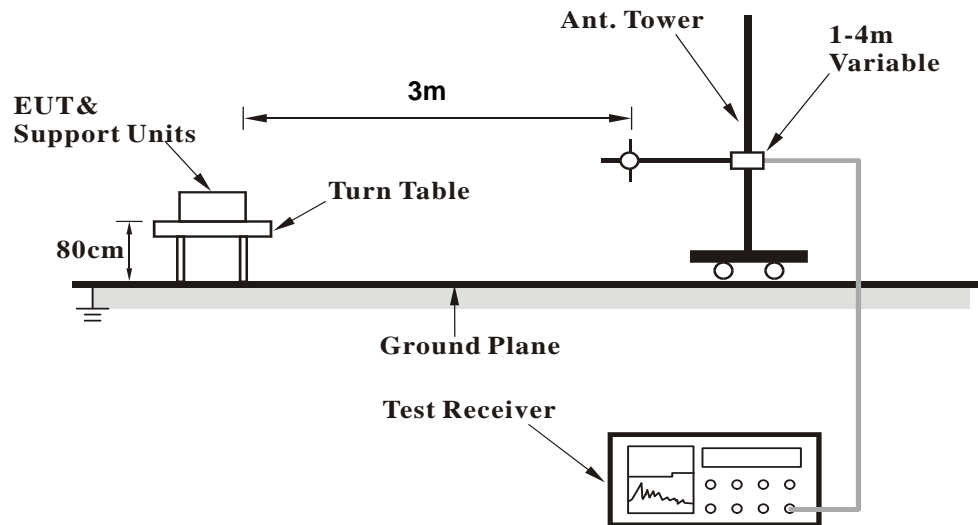 Ant. Tower
1-4m
Variable
3m
EUT&
Support Units
Turn Table
80cm
Ground Plane
Test Receiver